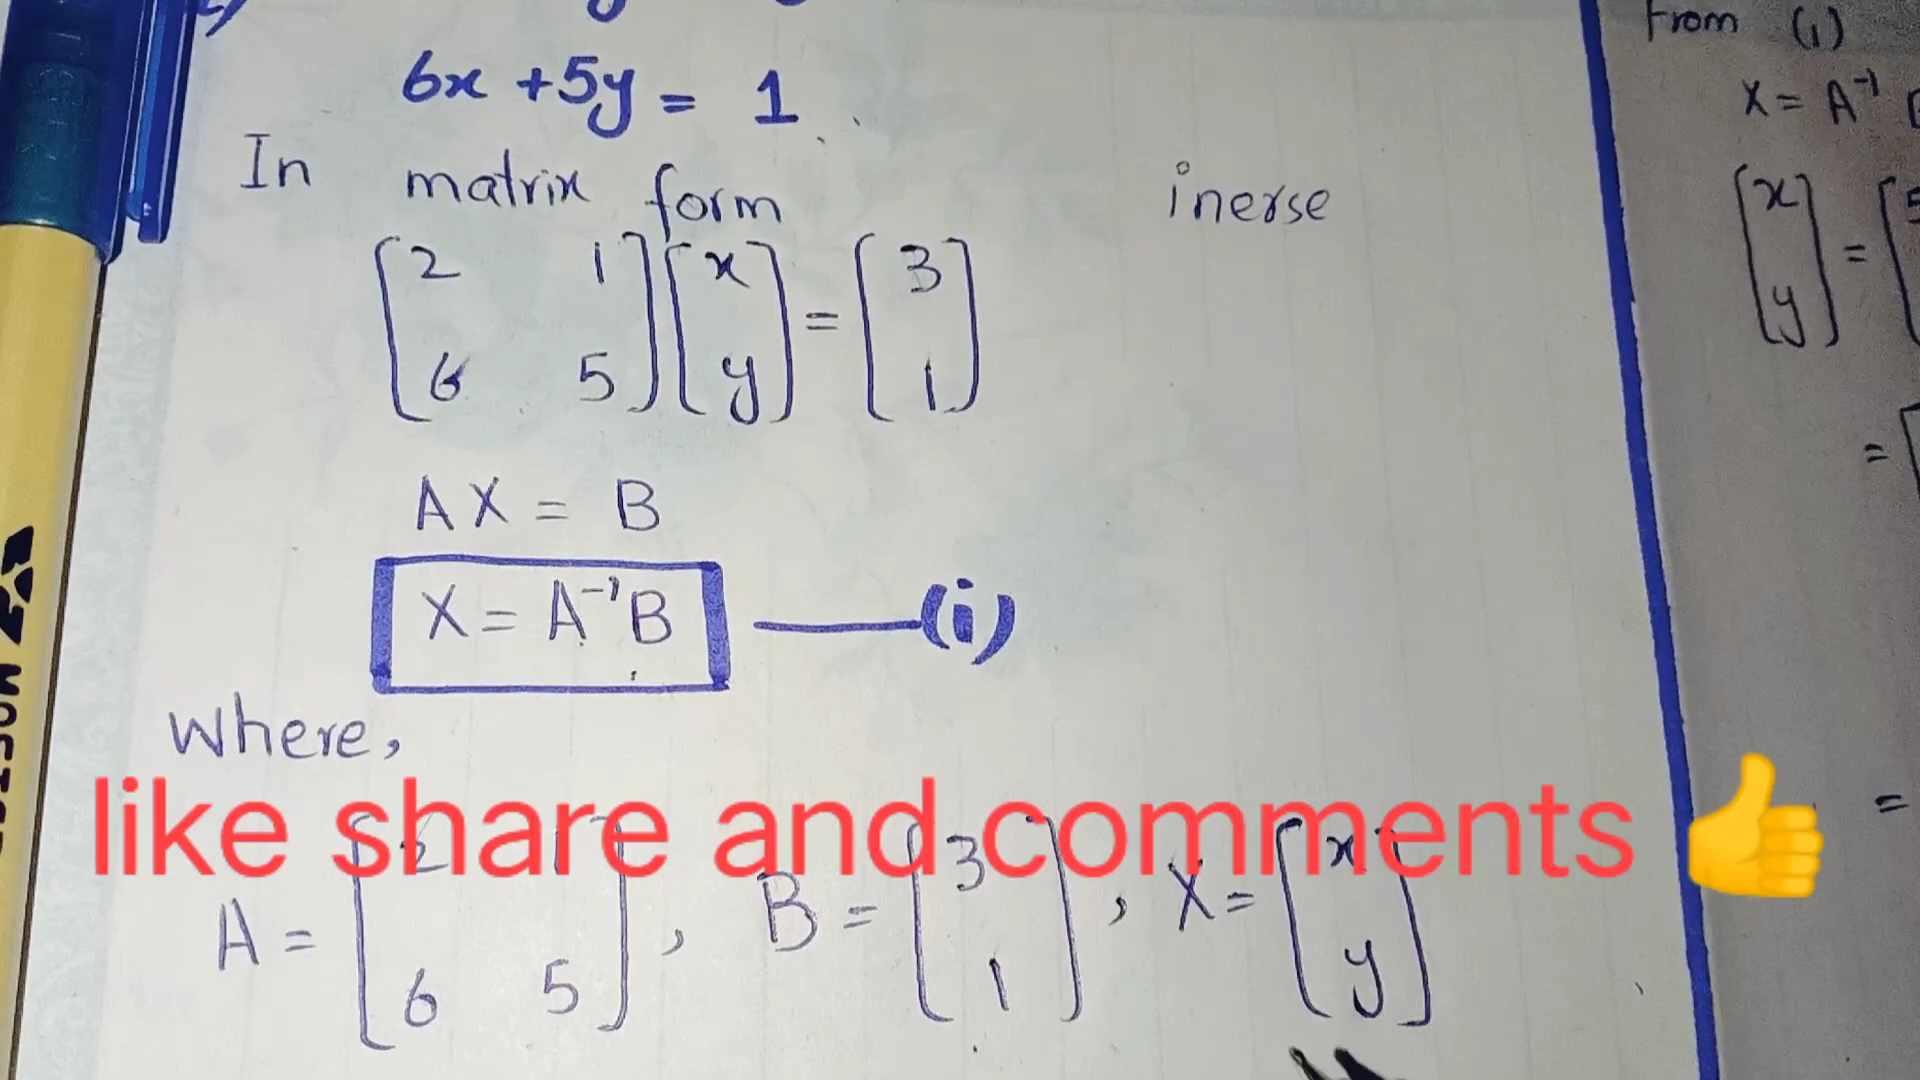 6x + 5y = 1
In matrix form
inerse
[2 1
6 5] [x
y] = [3
1]
AX = B
X = A⁻¹B —— (i)
Where,
like share and comments 👍
A = [2 1
6 5], B = [3
1], X = [x
y]
From (i)
X = A⁻¹
[x
y] =
=
=